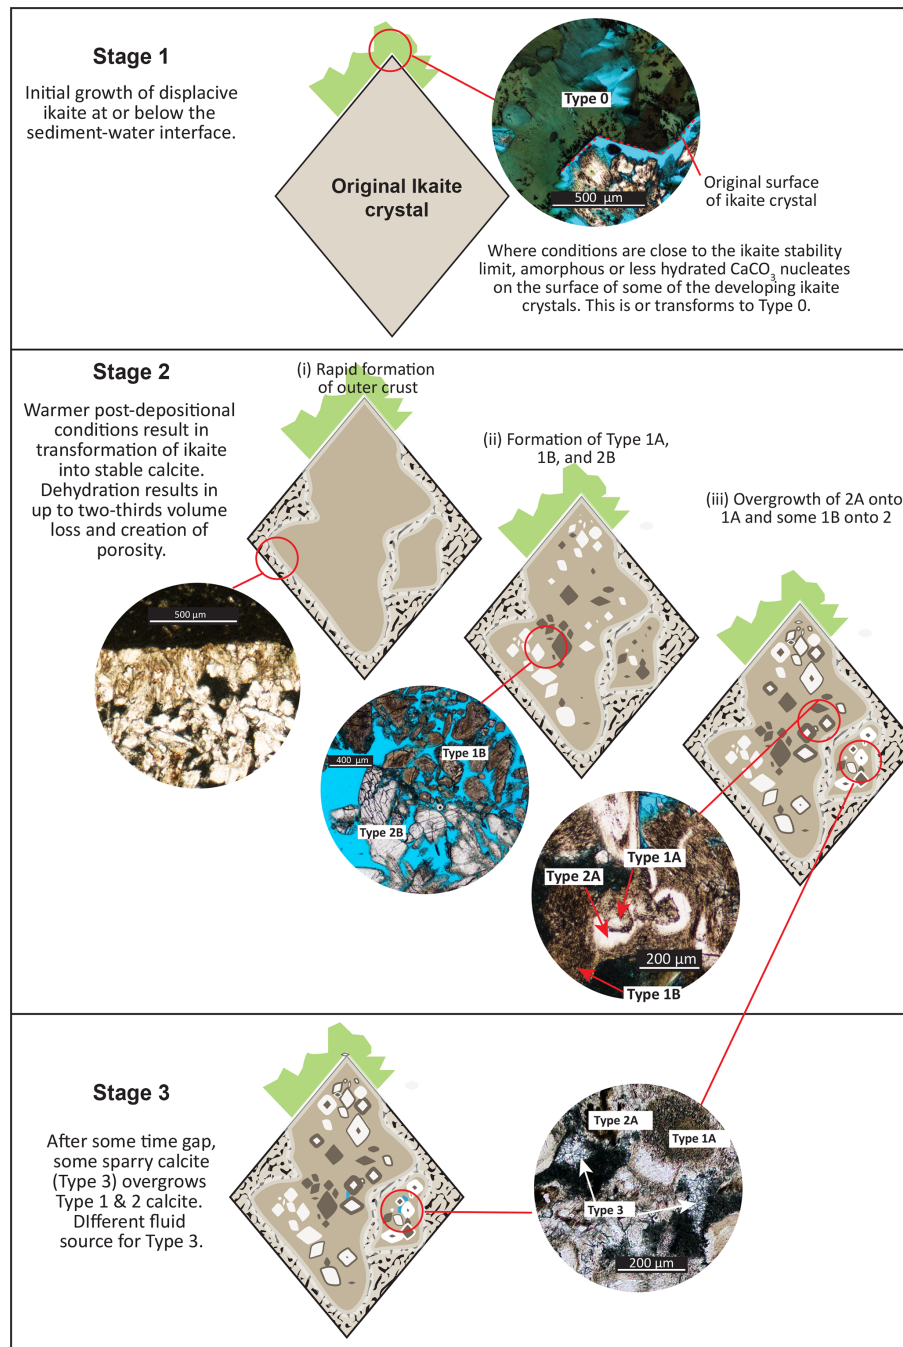 Stage 1
Initial growth of displacive
ikaite at or below the
sediment-water interface.
Original Ikaite
crystal
Type 0
500 µm
Original surface
of ikaite crystal
Where conditions are close to the ikaite stability
limit, amorphous or less hydrated CaCO3 nucleates
on the surface of some of the developing ikaite
crystals. This is or transforms to Type 0.
Stage 2
Warmer post-depositional
conditions result in
transformation of ikaite
into stable calcite.
Dehydration results in
up to two-thirds volume
loss and creation of
porosity.
(i) Rapid formation
of outer crust
500 µm
(ii) Formation of Type 1A,
1B, and 2B
Type 1B
400 µm
Type 2B
(iii) Overgrowth of 2A onto
1A and some 1B onto 2
Type 1A
Type 2A
200 µm
Type 1B
Stage 3
After some time gap,
some sparry calcite
(Type 3) overgrows
Type 1 & 2 calcite.
DIfferent fluid
source for Type 3.
Type 2A
Type 1A
Type 3
200 µm